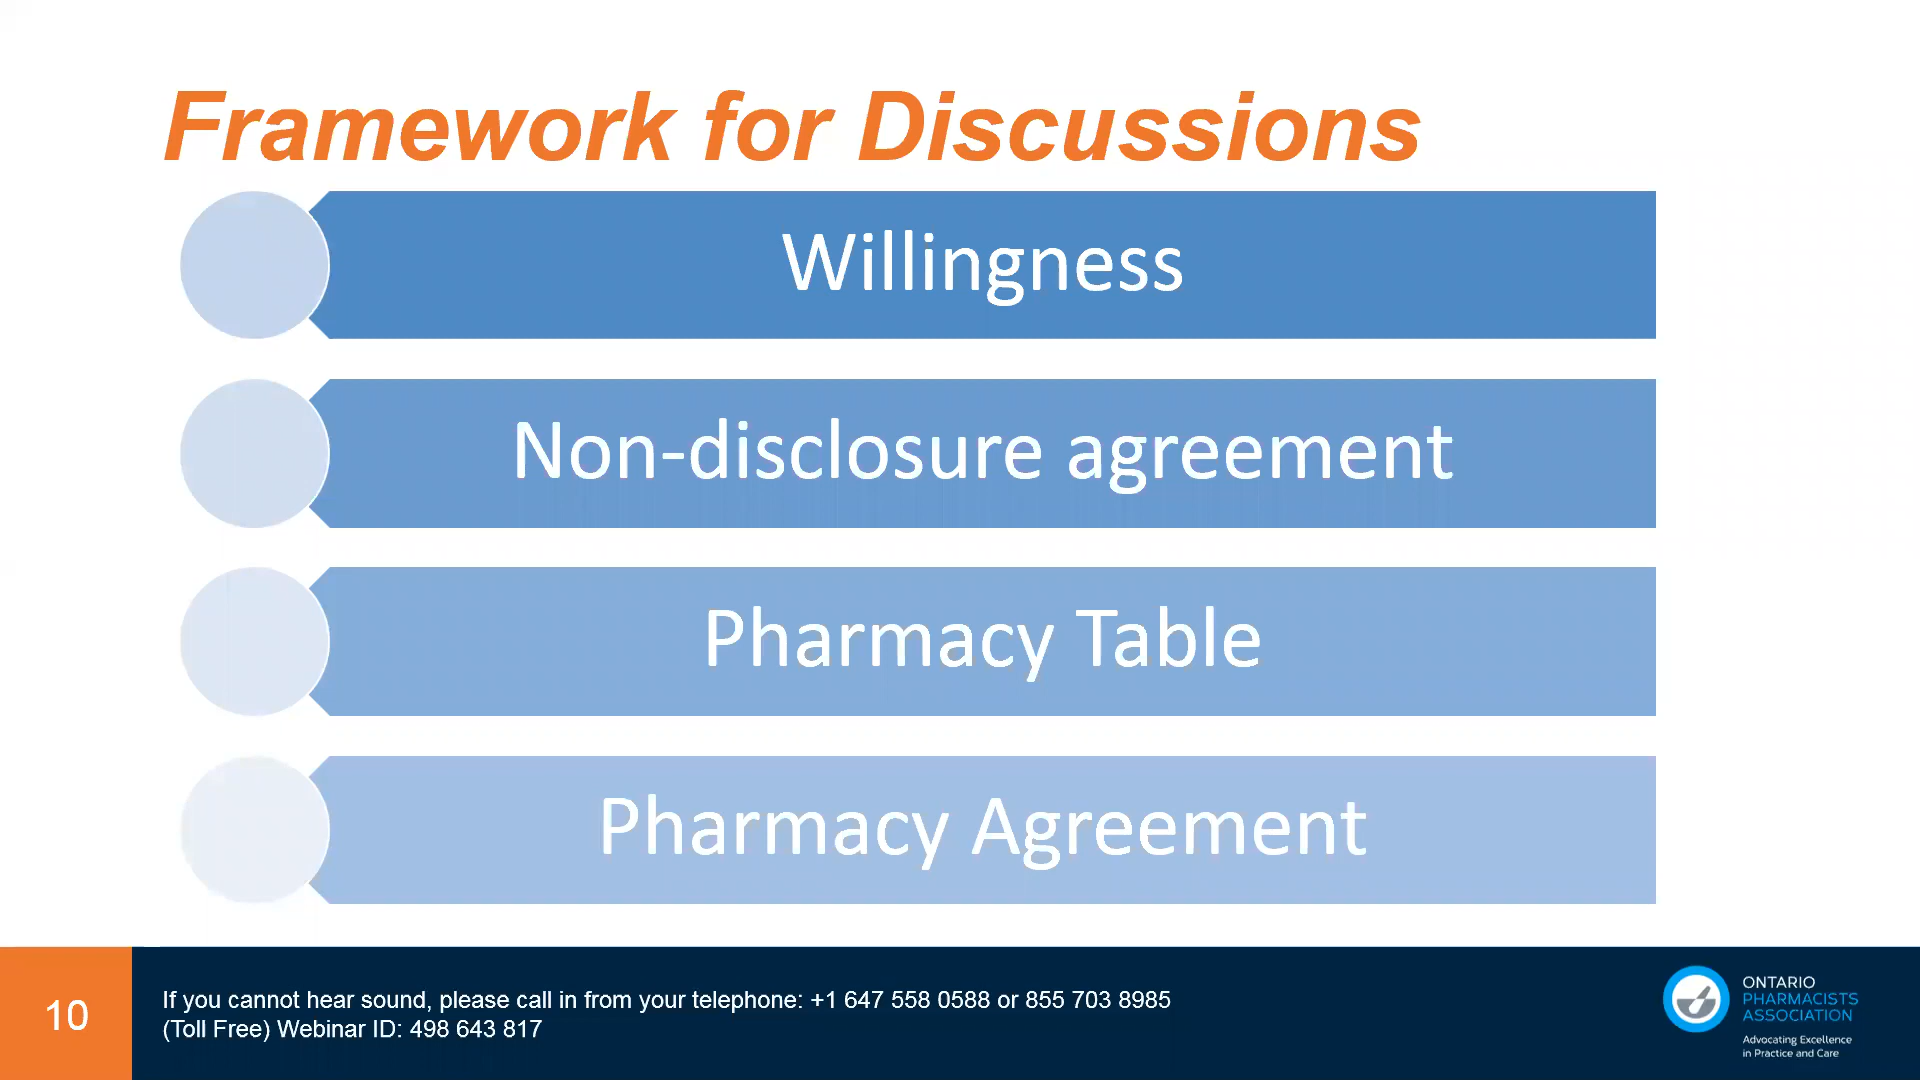 Framework for Discussions
Willingness
Non-disclosure agreement
Pharmacy Table
Pharmacy Agreement
10
If you cannot hear sound, please call in from your telephone: +1 647 558 0588 or 855 703 8985
(Toll Free) Webinar ID: 498 643 817
ONTARIO
PHARMACISTS
ASSOCIATION
Advocating Excellence
in Practice and Care